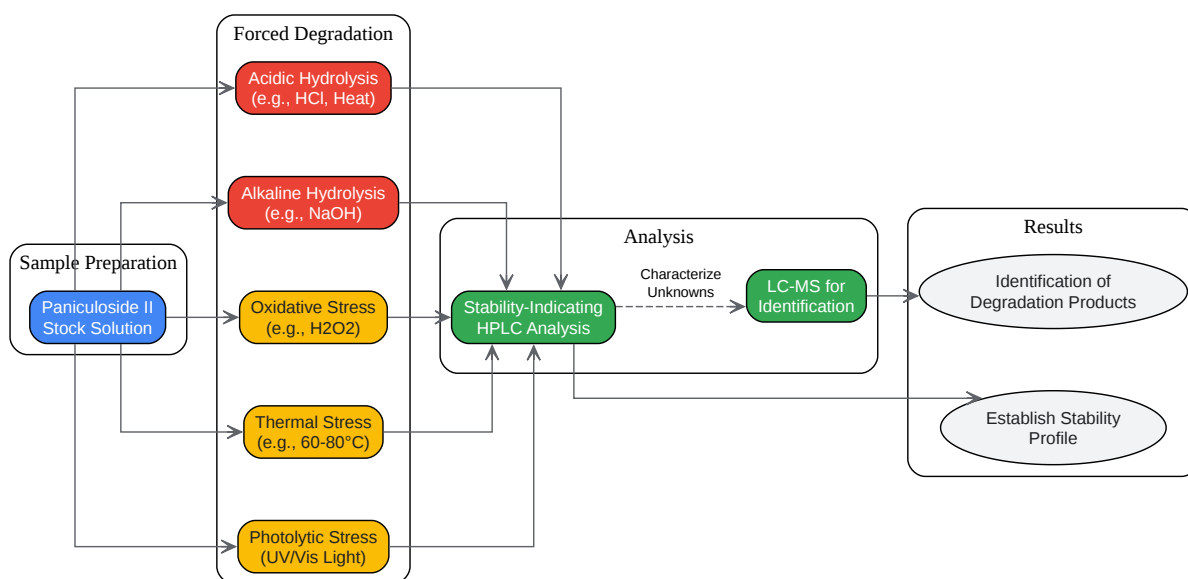 Sample Preparation
Paniculoside II
Stock Solution
Forced Degradation
Acidic Hydrolysis
(e.g., HCl, Heat)
Alkaline Hydrolysis
(e.g., NaOH)
Oxidative Stress
(e.g., H2O2)
Thermal Stress
(e.g., 60-80°C)
Photolytic Stress
(UV/Vis Light)
Analysis
Stability-Indicating
HPLC Analysis
Characterize
Unknowns
LC-MS for
Identification
Results
Identification of
Degradation Products
Establish Stability
Profile